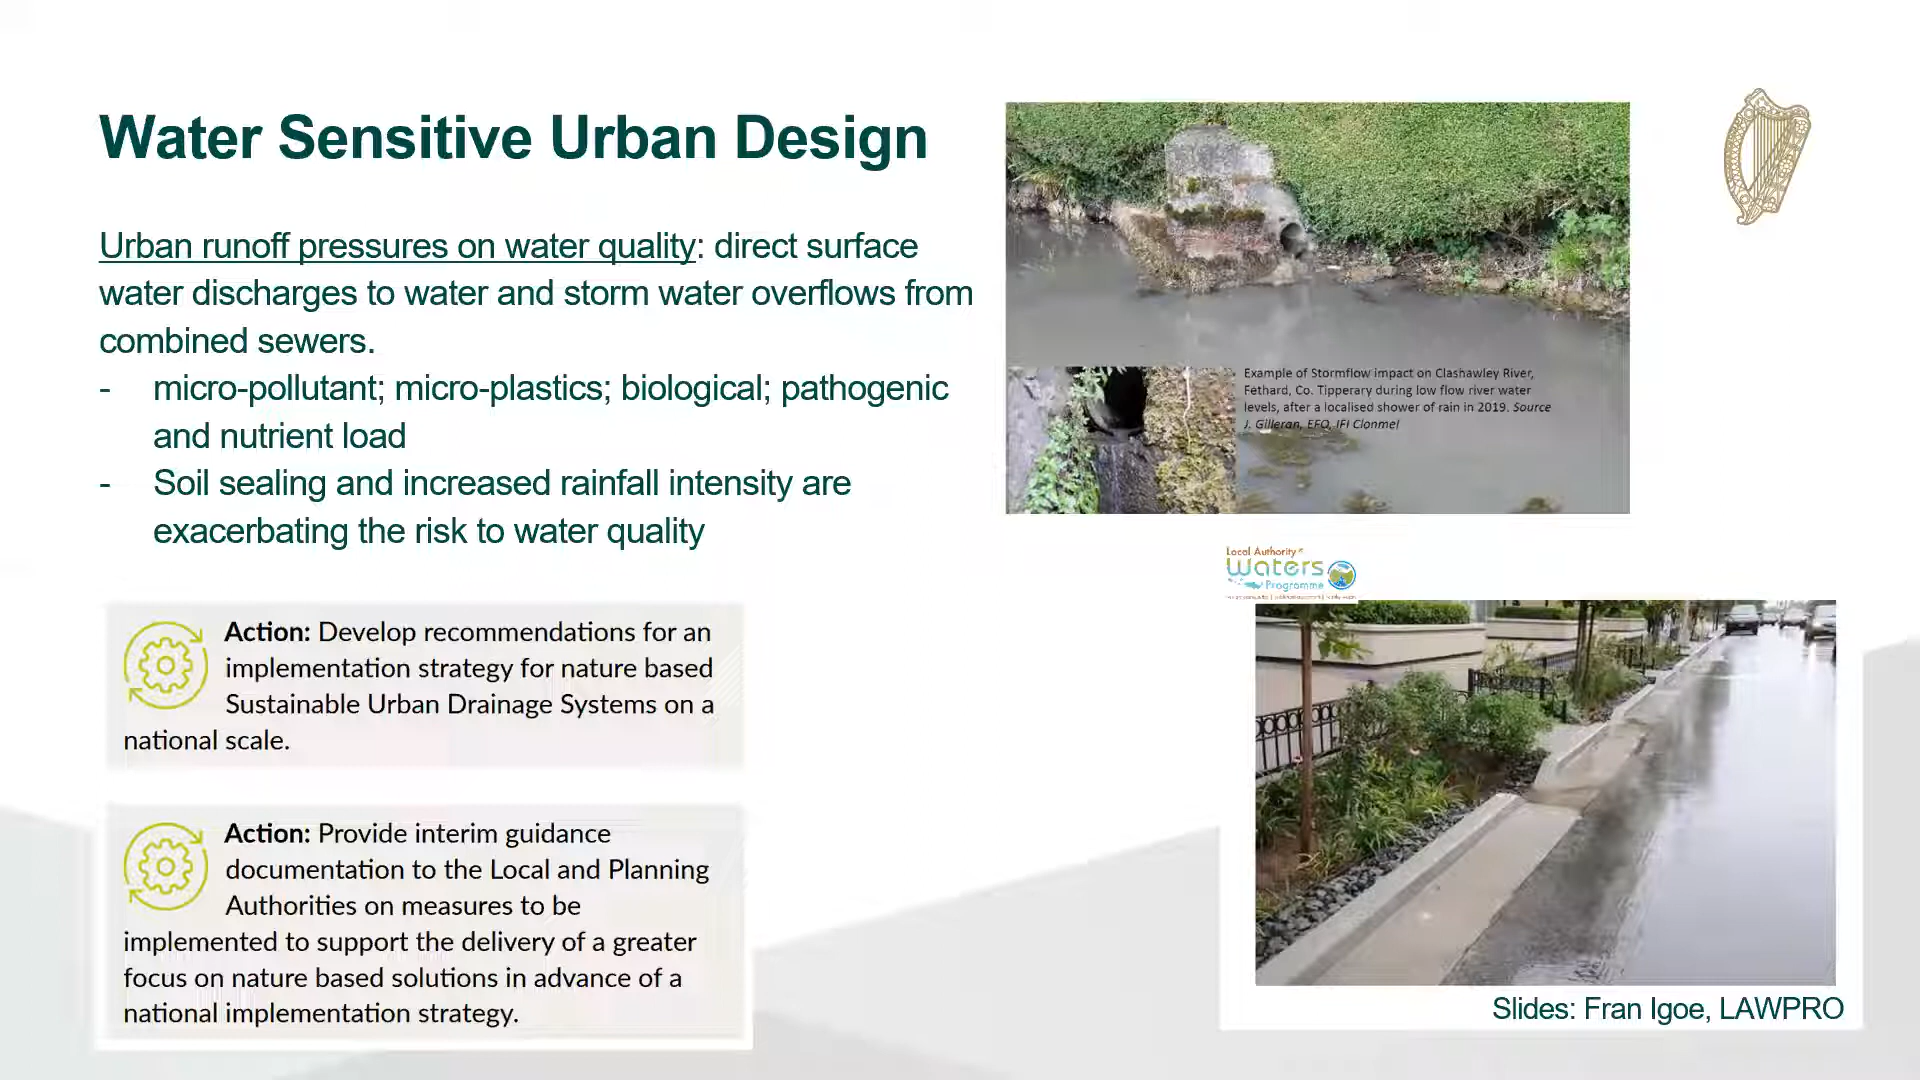 Water Sensitive Urban Design
Urban runoff pressures on water quality: direct surface
water discharges to water and storm water overflows from
combined sewers.
- micro-pollutant; micro-plastics; biological; pathogenic
and nutrient load
- Soil sealing and increased rainfall intensity are
exacerbating the risk to water quality
Action: Develop recommendations for an
implementation strategy for nature based
Sustainable Urban Drainage Systems on a
national scale.
Action: Provide interim guidance
documentation to the Local and Planning
Authorities on measures to be
implemented to support the delivery of a greater
focus on nature based solutions in advance of a
national implementation strategy.
Example of Stormflow impact on Clashawley River,
Fethard, Co. Tipperary during low flow river water
levels, after a localised shower of rain in 2019. Source
J. Gilleran, EFO, IFI Clonmel
Local Authority
Waters
Programme
Slides: Fran Igoe, LAWPRO